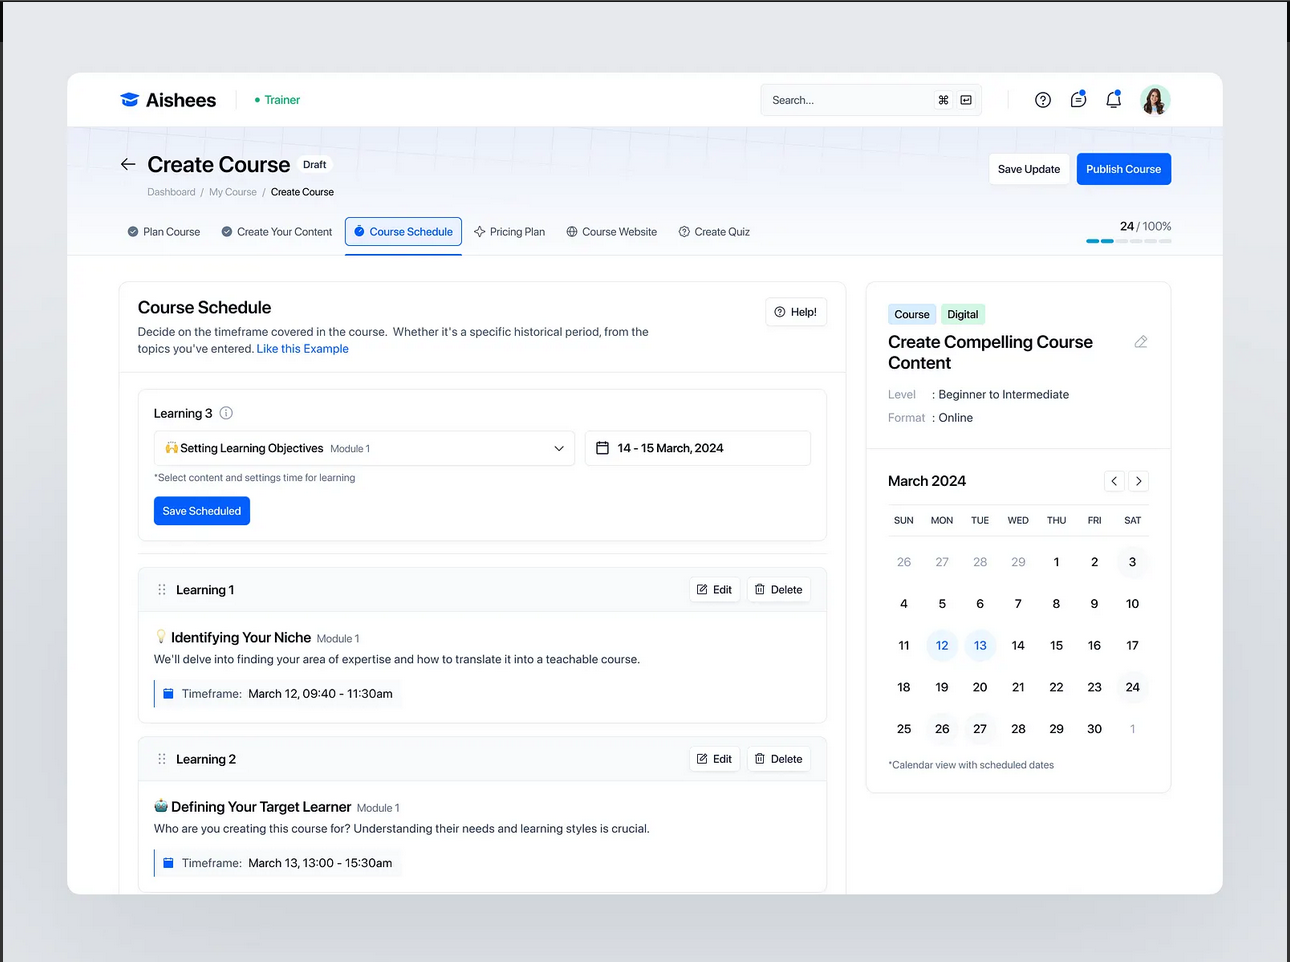 Aishees
Trainer
Search...
⌘
Create Course Draft
Dashboard / My Course / Create Course
Save Update
Publish Course
Plan Course
Create Your Content
Course Schedule
Pricing Plan
Course Website
Create Quiz
24 / 100%
Course Schedule
Decide on the timeframe covered in the course. Whether it's a specific historical period, from the
topics you've entered. Like this Example
Help!
Learning 3
🙌 Setting Learning Objectives Module 1
14 - 15 March, 2024
*Select content and settings time for learning
Save Scheduled
Learning 1
Edit
Delete
💡 Identifying Your Niche Module 1
We'll delve into finding your area of expertise and how to translate it into a teachable course.
Timeframe: March 12, 09:40 - 11:30am
Learning 2
Edit
Delete
Defining Your Target Learner Module 1
Who are you creating this course for? Understanding their needs and learning styles is crucial.
Timeframe: March 13, 13:00 - 15:30am
Course
Digital
Create Compelling Course
Content
Level : Beginner to Intermediate
Format : Online
March 2024
SUN MON TUE WED THU FRI SAT
26 27 28 29 1 2 3
4 5 6 7 8 9 10
11 12 13 14 15 16 17
18 19 20 21 22 23 24
25 26 27 28 29 30 1
*Calendar view with scheduled dates